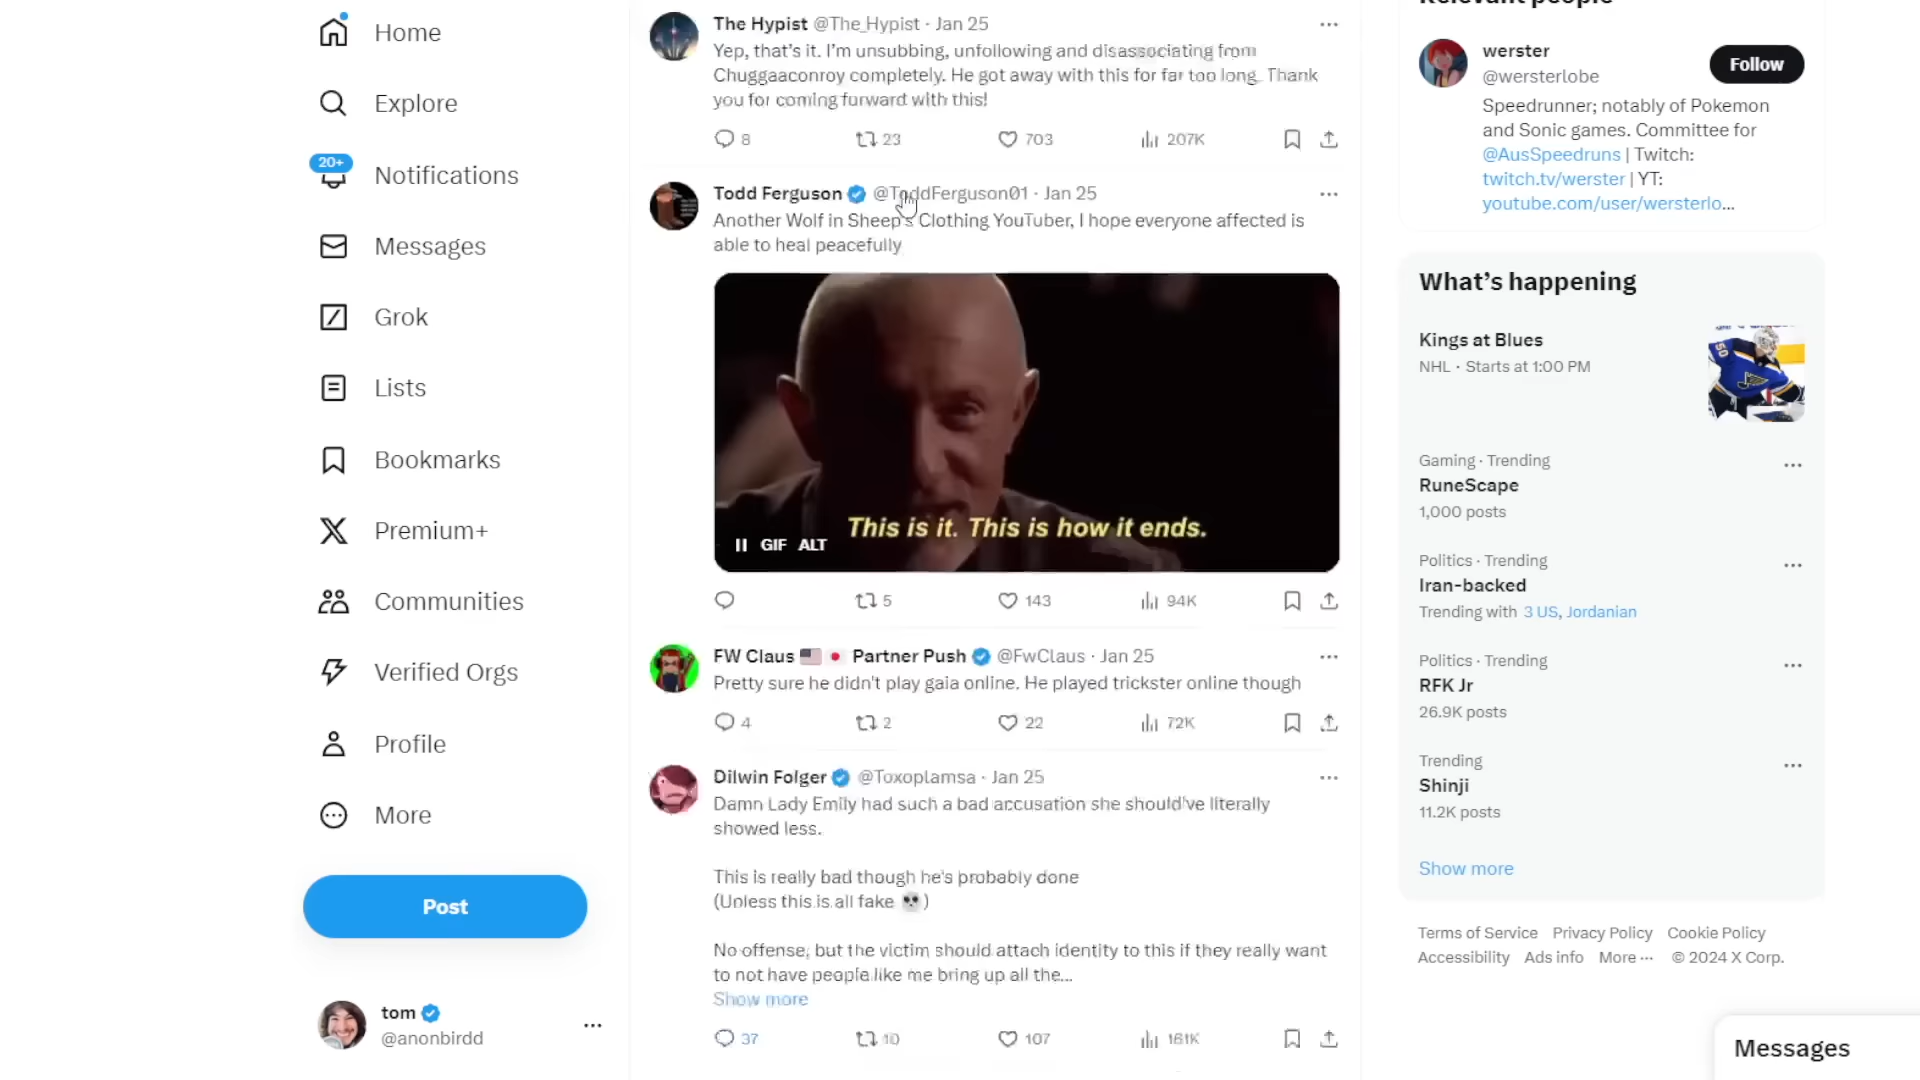 Home
Explore
20+
Notifications
Messages
Grok
Lists
Bookmarks
Premium+
Communities
Verified Orgs
Profile
More
Post
tom
@anonbirdd
The Hypist @The_Hypist · Jan 25
Yep, that's it. I'm unsubbing, unfollowing and disassociating from
Chuggaaconroy completely. He got away with this for far too long. Thank
you for coming forward with this!
8 23 703 207K
Todd Ferguson @ToddFerguson01 · Jan 25
Another Wolf in Sheep's Clothing YouTuber, I hope everyone affected is
able to heal peacefully
This is it. This is how it ends.
GIF ALT
5 143 94K
FW Claus Partner Push @FwClaus · Jan 25
Pretty sure he didn't play gaia online. He played trickster online though
4 2 22 72K
Dilwin Folger @Toxoplamsa · Jan 25
Damn Lady Emily had such a bad accusation she should've literally
showed less.
This is really bad though he's probably done
(Unless this is all fake 💀)
No offense, but the victim should attach identity to this if they really want
to not have people like me bring up all the...
Show more
37 10 107 161K
Relevant people
werster
@wersterlobe
Follow
Speedrunner; notably of Pokemon
and Sonic games. Committee for
@AusSpeedruns | Twitch:
twitch.tv/werster | YT:
youtube.com/user/wersterlo...
What's happening
Kings at Blues
NHL · Starts at 1:00 PM
50
Gaming · Trending
RuneScape
1,000 posts
Politics · Trending
Iran-backed
Trending with 3 US, Jordanian
Politics · Trending
RFK Jr
26.9K posts
Trending
Shinji
11.2K posts
Show more
Terms of Service Privacy Policy Cookie Policy
Accessibility Ads info More ··· © 2024 X Corp.
Messages